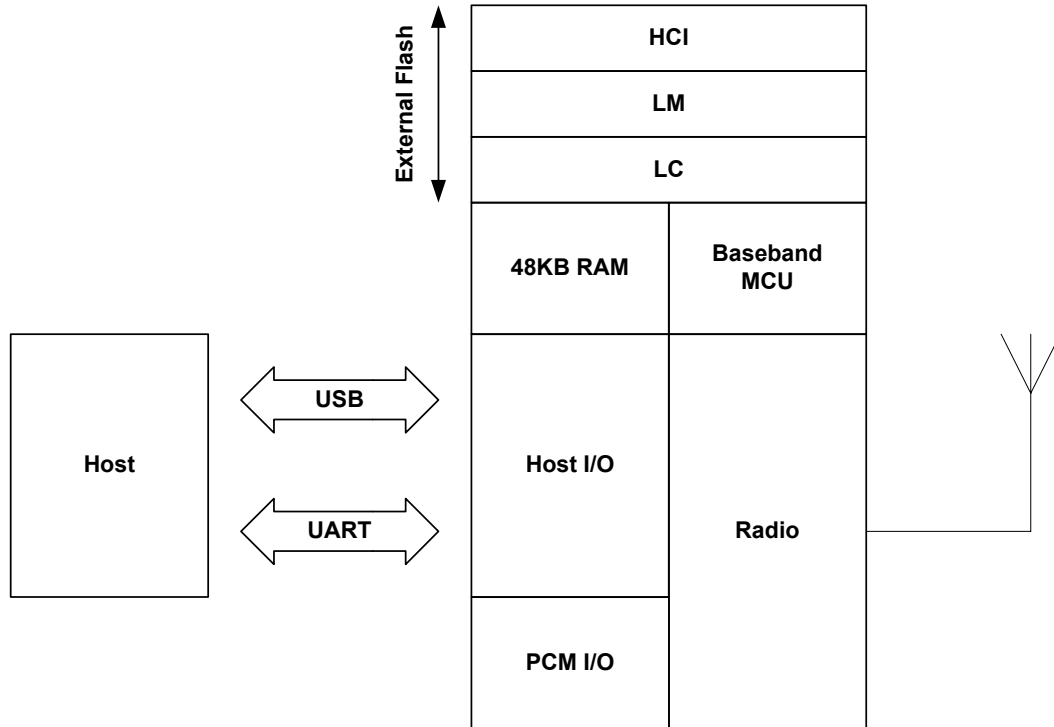 External Flash
HCI
LM
LC
48KB RAM
Baseband
MCU
Host
USB
UART
Host I/O
Radio
PCM I/O